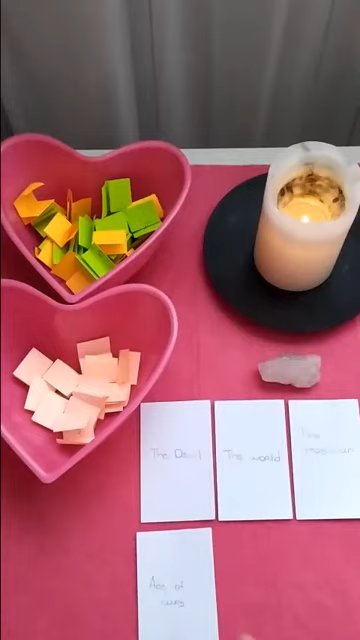 The Devil
The world
The
magician
Ace of
cups